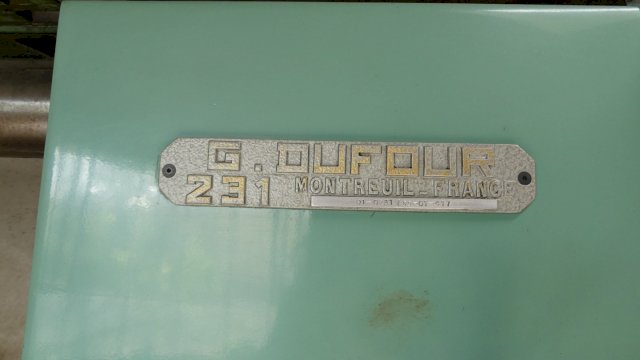 G. DUFOUR
231 MONTREUIL - FRANCE